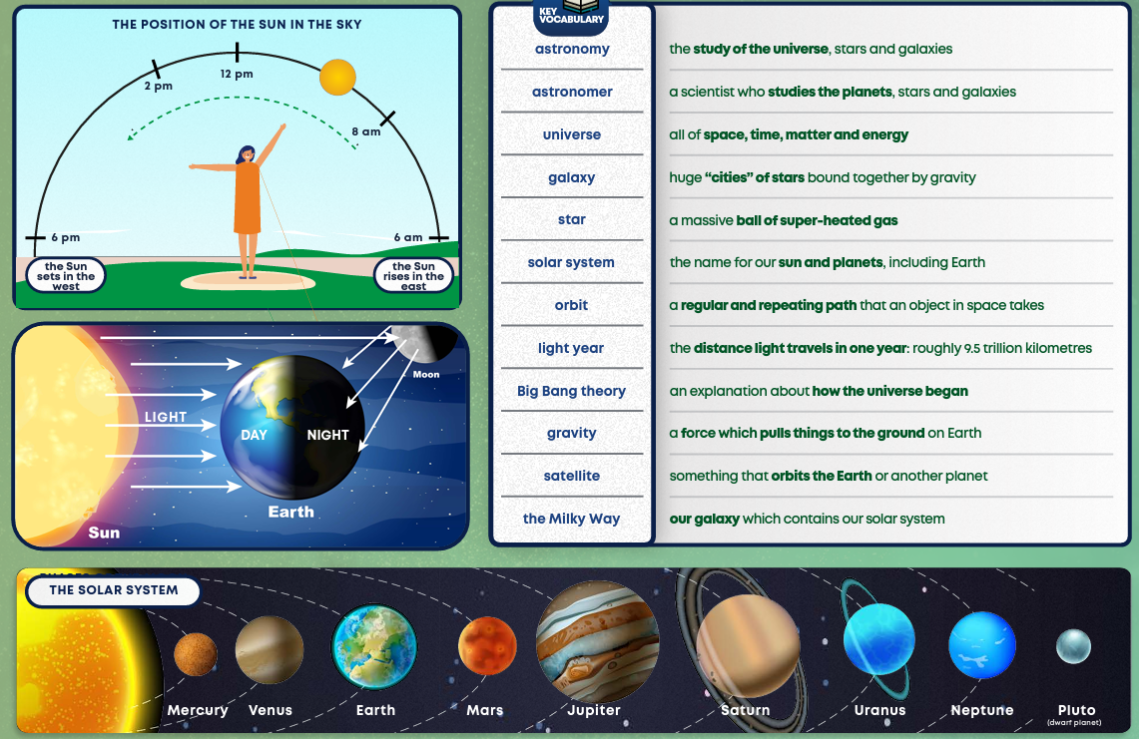 THE POSITION OF THE SUN IN THE SKY
12 pm
2 pm
8 am
6 pm
6 am
the Sun
sets in the
west
the Sun
rises in the
east
LIGHT
DAY
NIGHT
Moon
Earth
Sun
KEY
VOCABULARY
astronomy
the study of the universe, stars and galaxies
astronomer
a scientist who studies the planets, stars and galaxies
universe
all of space, time, matter and energy
galaxy
huge “cities” of stars bound together by gravity
star
a massive ball of super-heated gas
solar system
the name for our sun and planets, including Earth
orbit
a regular and repeating path that an object in space takes
light year
the distance light travels in one year: roughly 9.5 trillion kilometres
Big Bang theory
an explanation about how the universe began
gravity
a force which pulls things to the ground on Earth
satellite
something that orbits the Earth or another planet
the Milky Way
our galaxy which contains our solar system
THE SOLAR SYSTEM
Mercury
Venus
Earth
Mars
Jupiter
Saturn
Uranus
Neptune
Pluto
(dwarf planet)